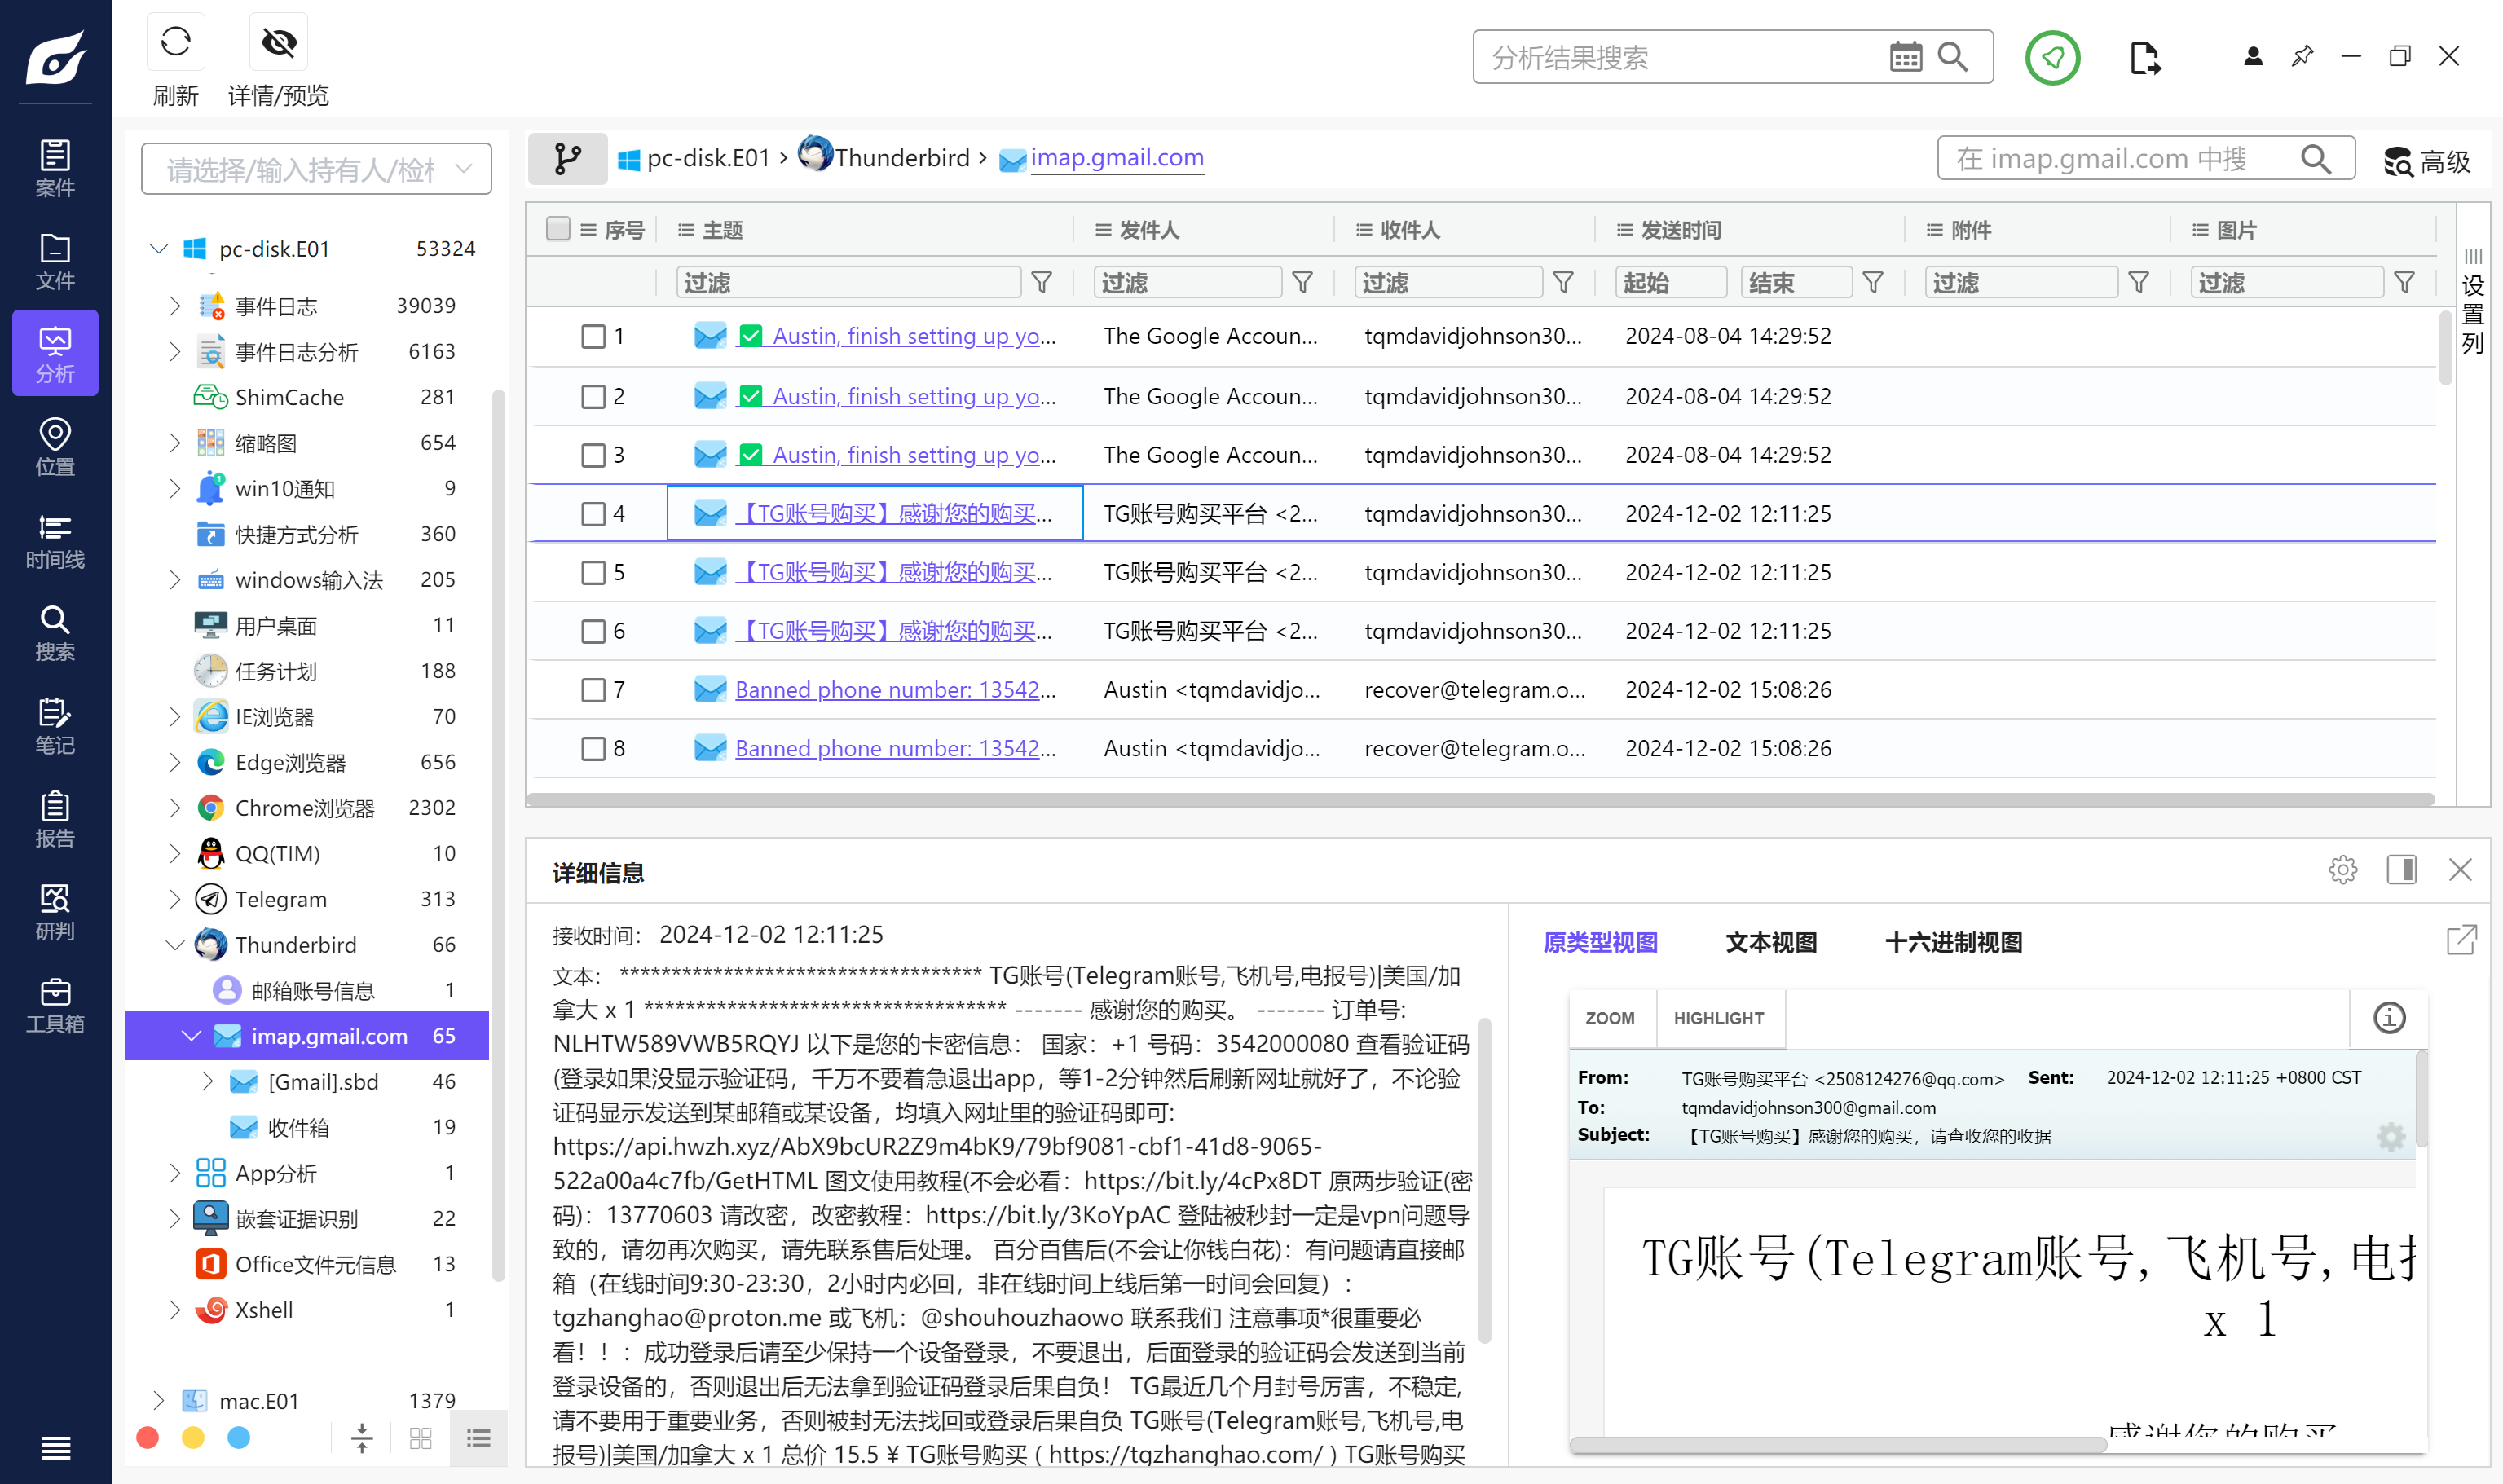 刷新
详情/预览
分析结果搜索
案件
文件
分析
位置
时间线
搜索
笔记
报告
研判
工具箱
请选择/输入持有人/检材
pc-disk.E01 53324
事件日志 39039
事件日志分析 6163
ShimCache 281
缩略图 654
win10通知 9
快捷方式分析 360
windows输入法 205
用户桌面 11
任务计划 188
IE浏览器 70
Edge浏览器 656
Chrome浏览器 2302
QQ(TIM) 10
Telegram 313
Thunderbird 66
邮箱账号信息 1
imap.gmail.com 65
[Gmail].sbd 46
收件箱 19
App分析 1
嵌套证据识别 22
Office文件元信息 13
Xshell 1
mac.E01 1379
pc-disk.E01 › Thunderbird › imap.gmail.com
在 imap.gmail.com 中搜
高级
序号 主题 发件人 收件人 发送时间 附件 图片
过滤 过滤 过滤 起始 结束 过滤 过滤
设置列
1 ✅ Austin, finish setting up yo... The Google Accoun... tqmdavidjohnson30... 2024-08-04 14:29:52
2 ✅ Austin, finish setting up yo... The Google Accoun... tqmdavidjohnson30... 2024-08-04 14:29:52
3 ✅ Austin, finish setting up yo... The Google Accoun... tqmdavidjohnson30... 2024-08-04 14:29:52
4 【TG账号购买】感谢您的购买... TG账号购买平台 <2... tqmdavidjohnson30... 2024-12-02 12:11:25
5 【TG账号购买】感谢您的购买... TG账号购买平台 <2... tqmdavidjohnson30... 2024-12-02 12:11:25
6 【TG账号购买】感谢您的购买... TG账号购买平台 <2... tqmdavidjohnson30... 2024-12-02 12:11:25
7 Banned phone number: 13542... Austin <tqmdavidjo... recover@telegram.o... 2024-12-02 15:08:26
8 Banned phone number: 13542... Austin <tqmdavidjo... recover@telegram.o... 2024-12-02 15:08:26
详细信息
接收时间： 2024-12-02 12:11:25
文本： *********************************** TG账号(Telegram账号,飞机号,电报号)|美国/加
拿大 x 1 *********************************** ------- 感谢您的购买。 ------- 订单号:
NLHTW589VWB5RQYJ 以下是您的卡密信息： 国家：+1 号码：3542000080 查看验证码
(登录如果没显示验证码，千万不要着急退出app，等1-2分钟然后刷新网址就好了，不论验
证码显示发送到某邮箱或某设备，均填入网址里的验证码即可:
https://api.hwzh.xyz/AbX9bcUR2Z9m4bK9/79bf9081-cbf1-41d8-9065-
522a00a4c7fb/GetHTML 图文使用教程(不会必看：https://bit.ly/4cPx8DT 原两步验证(密
码)：13770603 请改密，改密教程：https://bit.ly/3KoYpAC 登陆被秒封一定是vpn问题导
致的，请勿再次购买，请先联系售后处理。 百分百售后(不会让你钱白花)：有问题请直接邮
箱（在线时间9:30-23:30，2小时内必回，非在线时间上线后第一时间会回复）:
tgzhanghao@proton.me 或飞机：@shouhouzhaowo 联系我们 注意事项*很重要必
看！！: 成功登录后请至少保持一个设备登录，不要退出，后面登录的验证码会发送到当前
登录设备的，否则退出后无法拿到验证码登录后果自负！ TG最近几个月封号厉害，不稳定,
请不要用于重要业务，否则被封无法找回或登录后果自负 TG账号(Telegram账号,飞机号,电
报号)|美国/加拿大 x 1 总价 15.5 ¥ TG账号购买 ( https://tgzhanghao.com/ ) TG账号购买
原类型视图 文本视图 十六进制视图
ZOOM HIGHLIGHT
From: TG账号购买平台 <2508124276@qq.com> Sent: 2024-12-02 12:11:25 +0800 CST
To: tqmdavidjohnson300@gmail.com
Subject: 【TG账号购买】感谢您的购买，请查收您的收据
TG账号(Telegram账号,飞机号,电报
x 1
感谢您的购买